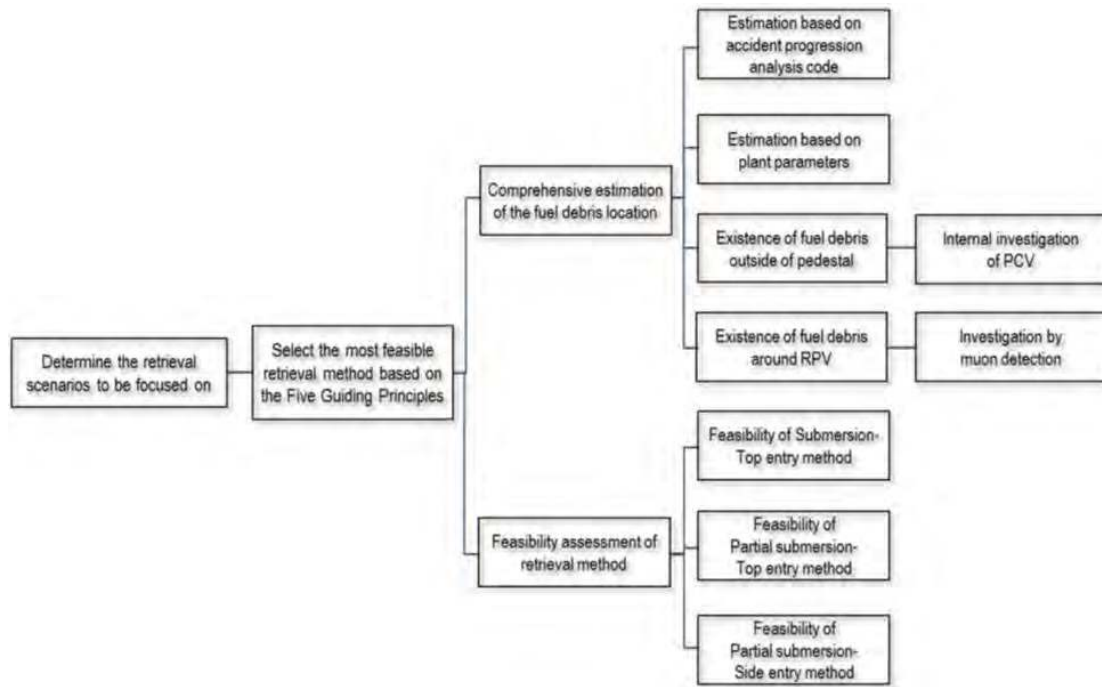 Determine the retrieval
scenarios to be focused on
Select the most feasible
retrieval method based on
the Five Guiding Principles
Comprehensive estimation
of the fuel debris location
Estimation based on
accident progression
analysis code
Estimation based on
plant parameters
Existence of fuel debris
outside of pedestal
Internal investigation
of PCV
Existence of fuel debris
around RPV
Investigation by
muon detection
Feasibility assessment of
retrieval method
Feasibility of Submersion-
Top entry method
Feasibility of
Partial submersion-
Top entry method
Feasibility of
Partial submersion-
Side entry method